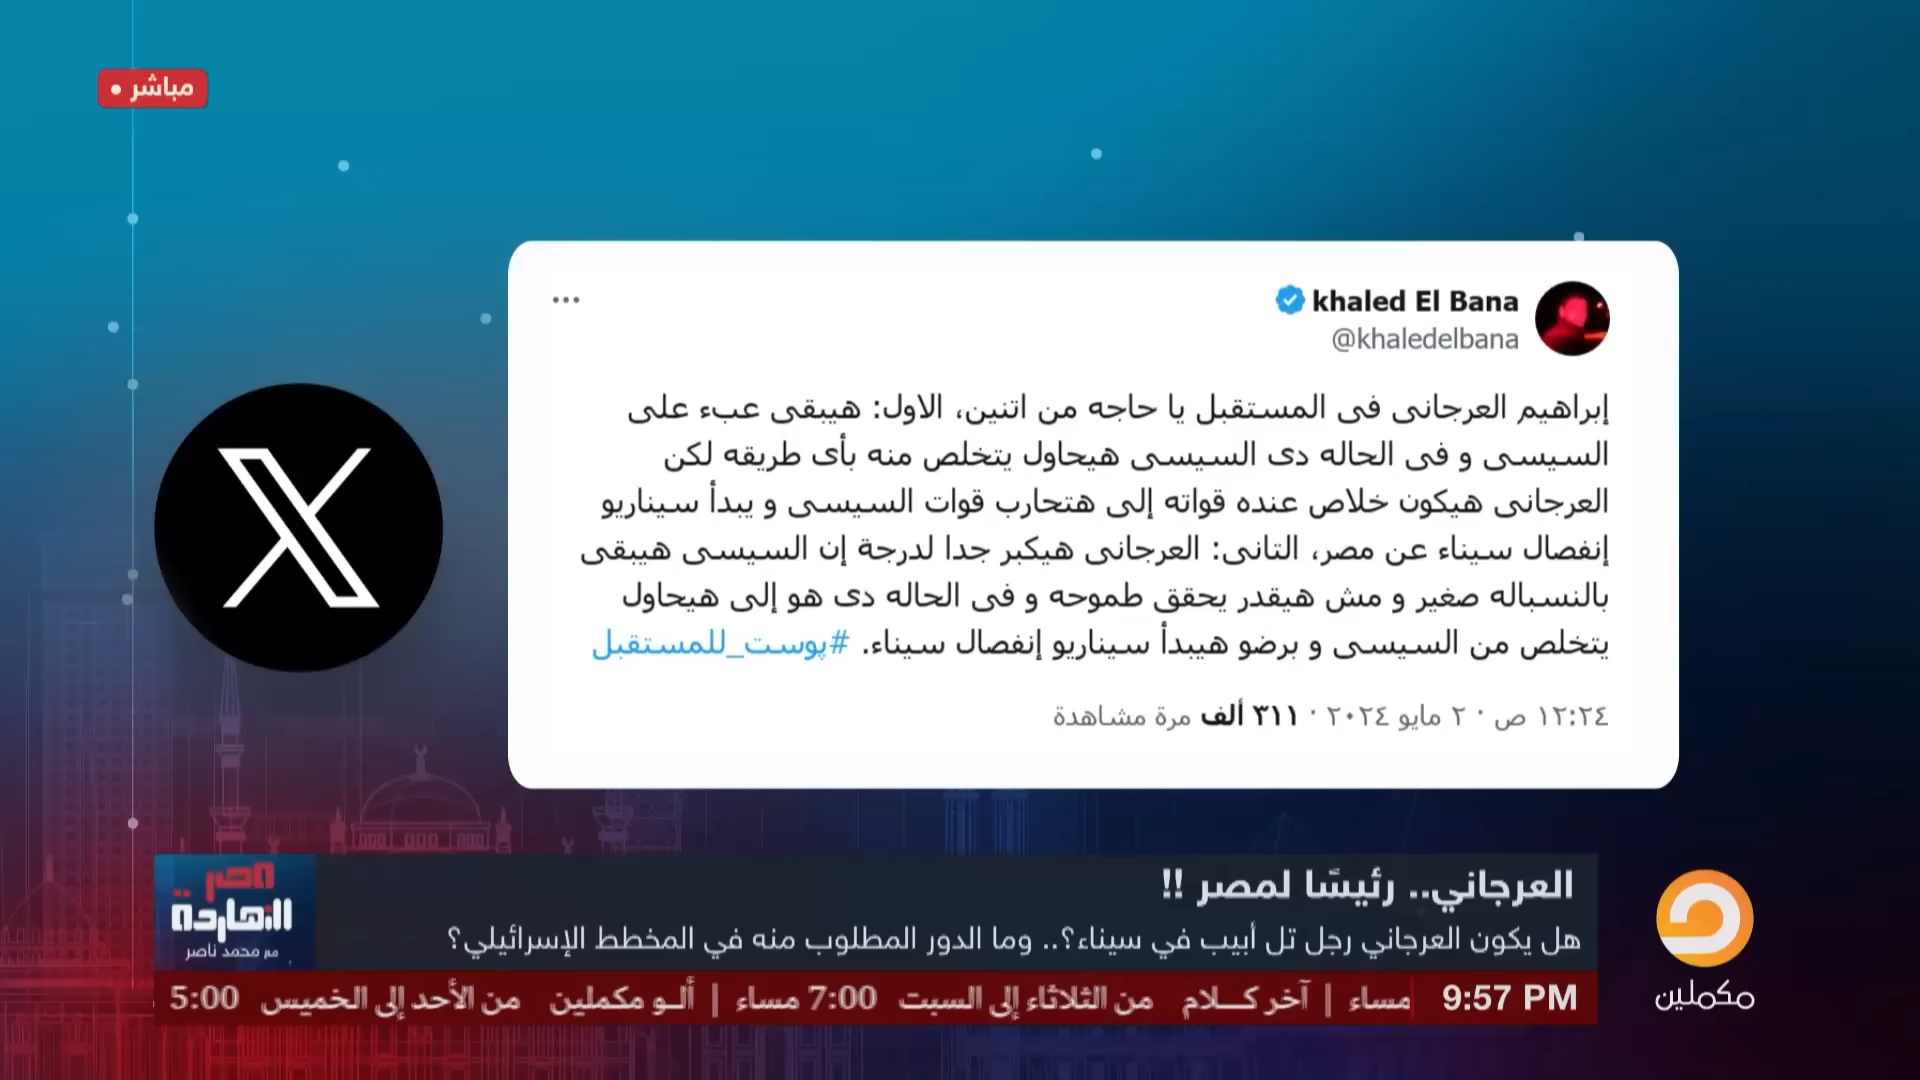 مباشر
khaled El Bana
@khaledelbana
إبراهيم العرجانى فى المستقبل يا حاجه من اتنين، الاول: هيبقى عبء على
السيسى و فى الحاله دى السيسى هيحاول يتخلص منه بأى طريقه لكن
العرجانى هيكون خلاص عنده قواته إلى هتحارب قوات السيسى و يبدأ سيناريو
إنفصال سيناء عن مصر، التانى: العرجانى هيكبر جدا لدرجة إن السيسى هيبقى
بالنسباله صغير و مش هيقدر يحقق طموحه و فى الحاله دى هو إلى هيحاول
يتخلص من السيسى و برضو هيبدأ سيناريو إنفصال سيناء. #پوست_للمستقبل
١٢:٢٤ ص · ٢ مايو ٢٠٢٤ · ٣١١ ألف مرة مشاهدة
العرجاني.. رئيسًا لمصر !!
هل يكون العرجاني رجل تل أبيب في سيناء؟.. وما الدور المطلوب منه في المخطط الإسرائيلي؟
مصر
النهاردة
مع محمد ناصر
9:57 PM
مساء | آخر كــلام من الثلاثاء إلى السبت 7:00 مساء | ألــو مكملين من الأحد إلى الخميس 5:00
مكملين